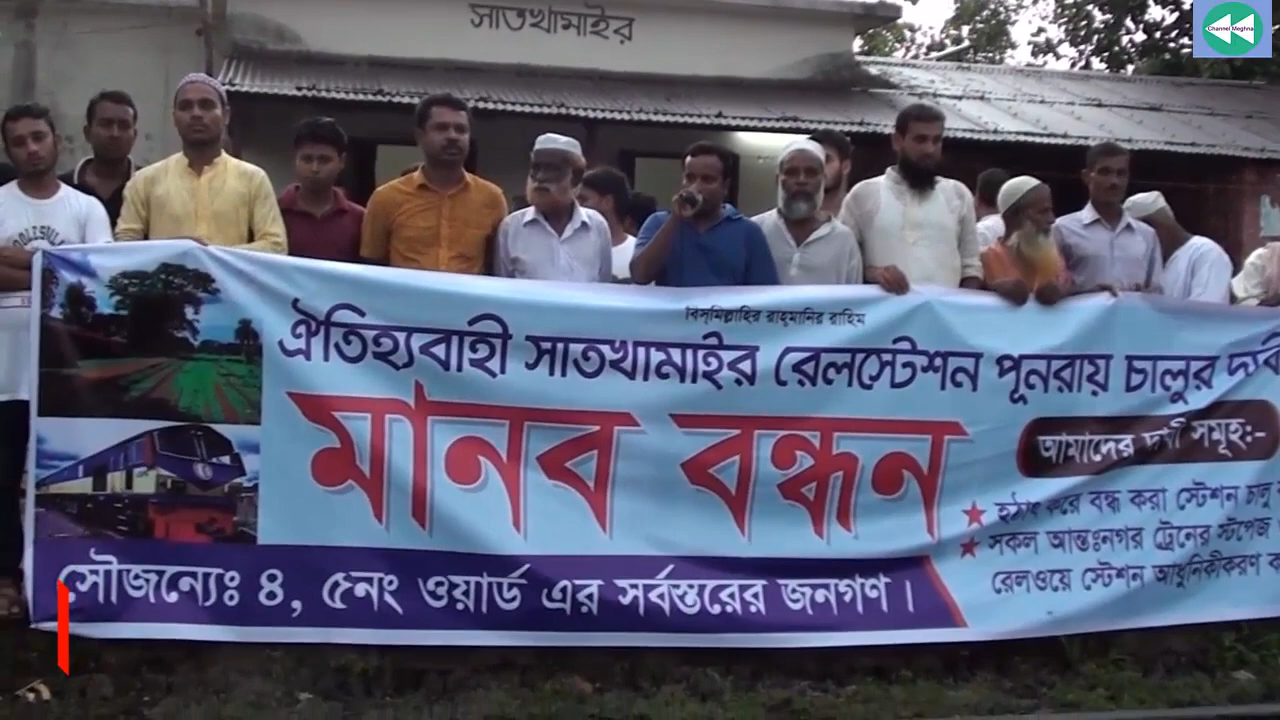 সাতখামাইর
Channel Meghna
বিস্‌মিল্লাহির রাহ্‌মানির রাহিম
ঐতিহ্যবাহী সাতখামাইর রেলস্টেশন পূনরায় চালুর
মানব বন্ধন
আমাদের দাবী সমূহ:-
হঠাৎ করে বন্ধ করা স্টেশন চালু
সকল আন্তঃনগর ট্রেনের স্টপেজ
রেলওয়ে স্টেশন আধুনিকীকরণ
সৌজন্যেঃ ৪, ৫নং ওয়ার্ড এর সর্বস্তরের জনগণ।